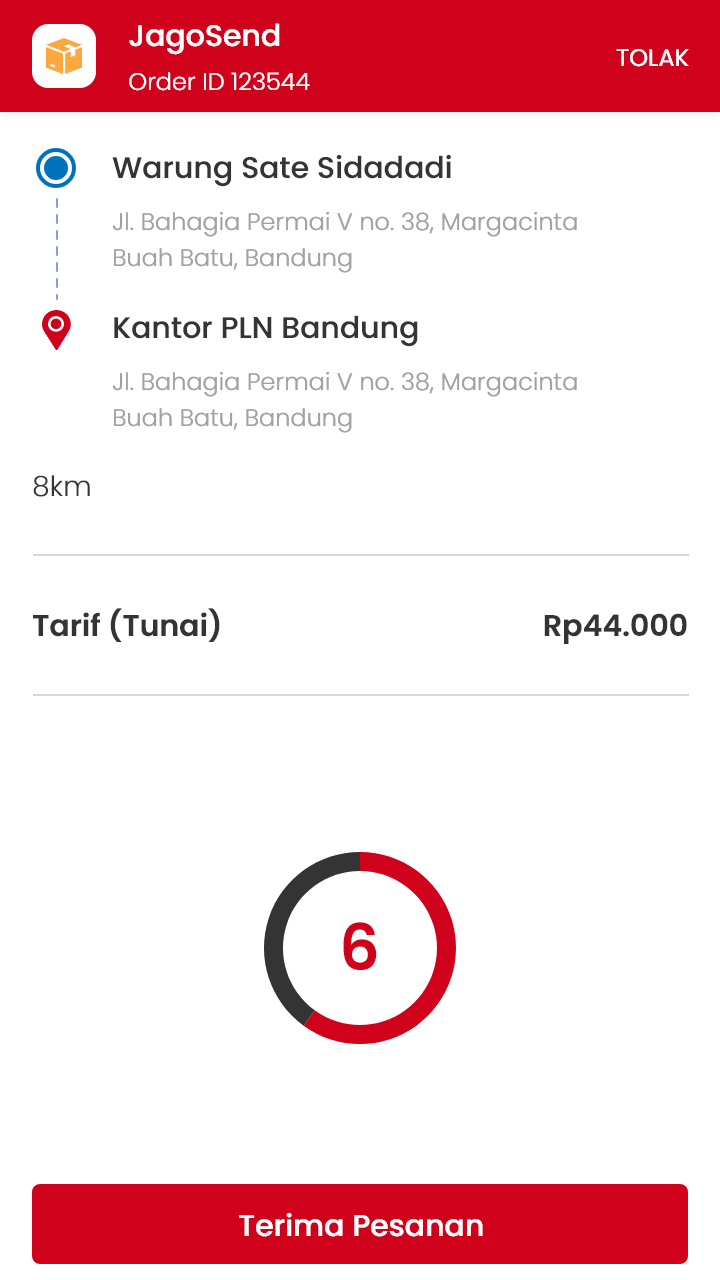 JagoSend
Order ID 123544
TOLAK
Warung Sate Sidadadi
Jl. Bahagia Permai V no. 38, Margacinta
Buah Batu, Bandung
Kantor PLN Bandung
Jl. Bahagia Permai V no. 38, Margacinta
Buah Batu, Bandung
8km
Tarif (Tunai) Rp44.000
6
Terima Pesanan